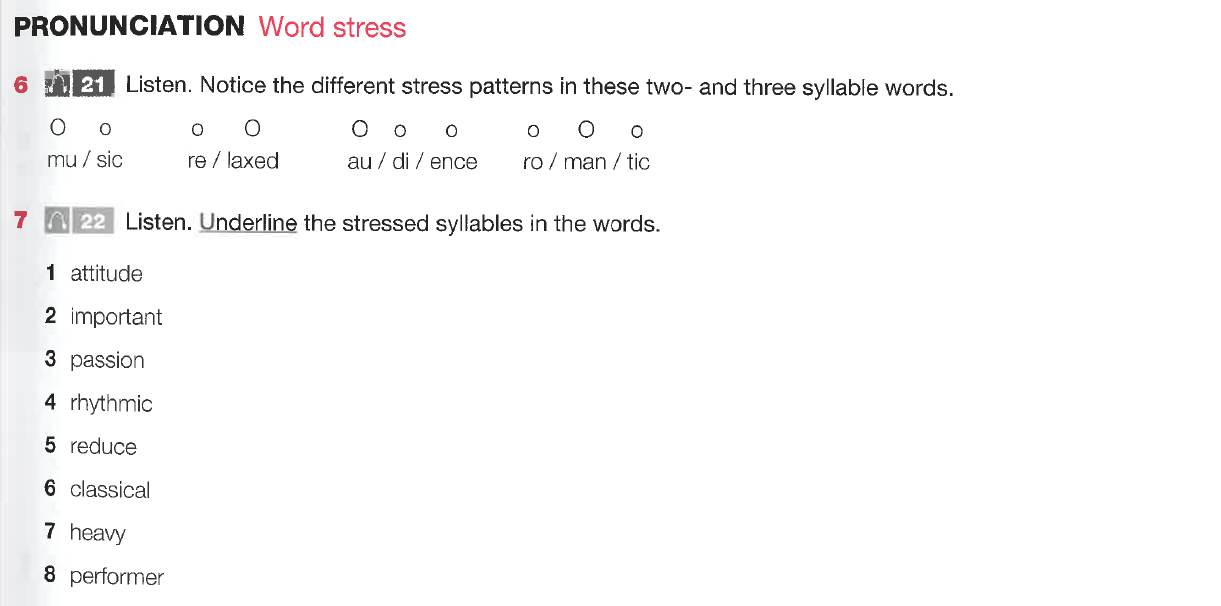 PRONUNCIATION Word stress
6 21 Listen. Notice the different stress patterns in these two- and three syllable words.
O o o O O o o o O o
mu / sic re / laxed au / di / ence ro / man / tic
7 22 Listen. Underline the stressed syllables in the words.
1 attitude
2 important
3 passion
4 rhythmic
5 reduce
6 classical
7 heavy
8 performer